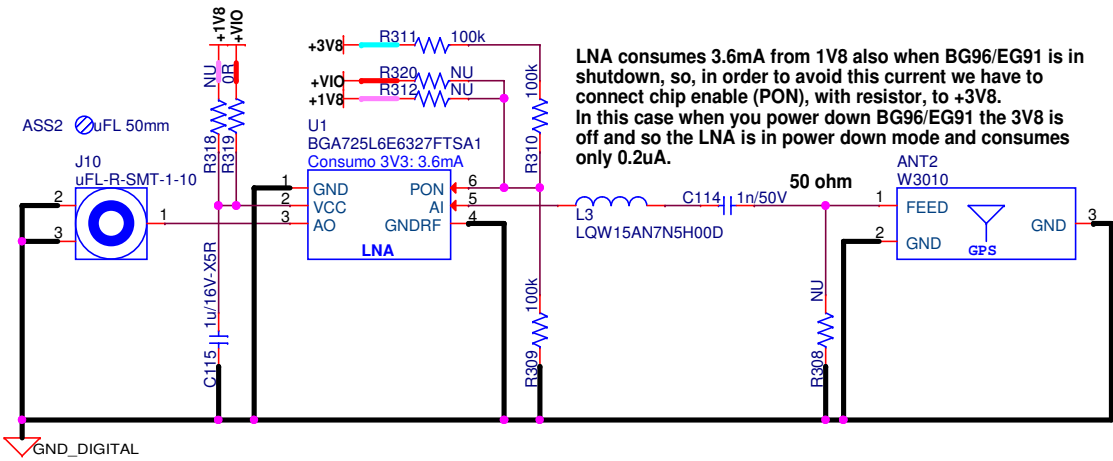 +1V8
+VIO
NU
0R
R318
R319
+3V8
R311
100k
+VIO
R320
NU
+1V8
R312
NU
100k
R310
LNA consumes 3.6mA from 1V8 also when BG96/EG91 is in
shutdown, so, in order to avoid this current we have to
connect chip enable (PON), with resistor, to +3V8.
In this case when you power down BG96/EG91 the 3V8 is
off and so the LNA is in power down mode and consumes
only 0.2uA.
ASS2
uFL 50mm
J10
uFL-R-SMT-1-10
2
3
1
U1
BGA725L6E6327FTSA1
Consumo 3V3: 3.6mA
1
GND
2
VCC
3
AO
PON
6
AI
5
GNDRF
4
LNA
L3
LQW15AN7N5H00D
C114
1n/50V
50 ohm
ANT2
W3010
1
FEED
2
GND
GPS
GND
3
1u/16V-X5R
C115
100k
R309
NU
R308
GND_DIGITAL